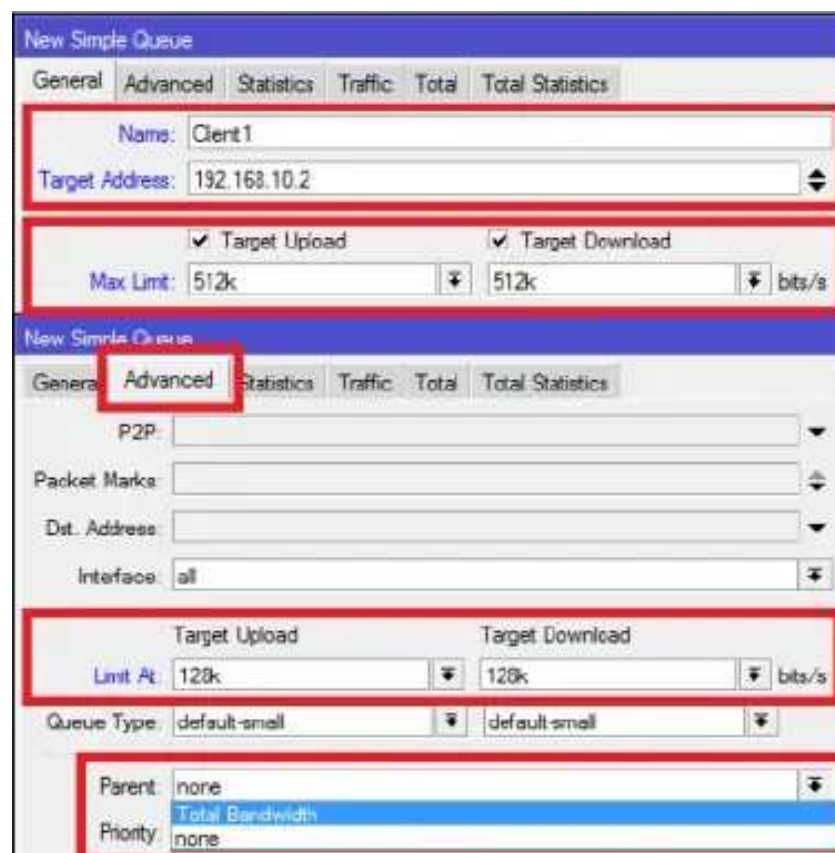 New Simple Queue
General Advanced Statistics Traffic Total Total Statistics
Name: Client1
Target Address: 192.168.10.2
Target Upload Target Download
Max Limit: 512k 512k bits/s
New Simple Queue
General Advanced Statistics Traffic Total Total Statistics
P2P:
Packet Marks:
Dst. Address:
Interface: all
Target Upload Target Download
Limit At: 128k 128k bits/s
Queue Type: default-small default-small
Parent: none
Total Bandwidth
Priority: none